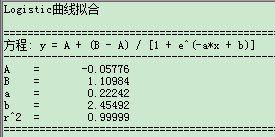 Logistic曲线拟合
===================================
方程: y = A + (B - A) / [1 + e^(-a*x + b)]
-----------------------------------
A = -0.05776
B = 1.10984
a = 0.22242
b = 2.45492
r^2 = 0.99999
===================================